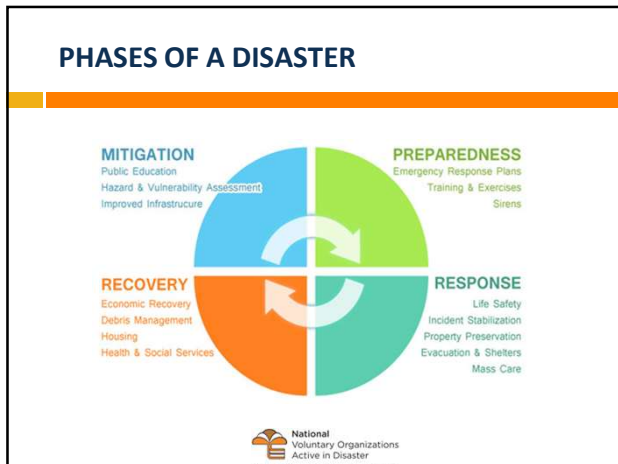 PHASES OF A DISASTER
MITIGATION
Public Education
Hazard & Vulnerability Assessment
Improved Infrastrucure
PREPAREDNESS
Emergency Response Plans
Training & Exercises
Sirens
RECOVERY
Economic Recovery
Debris Management
Housing
Health & Social Services
RESPONSE
Life Safety
Incident Stabilization
Property Preservation
Evacuation & Shelters
Mass Care
National
Voluntary Organizations
Active in Disaster